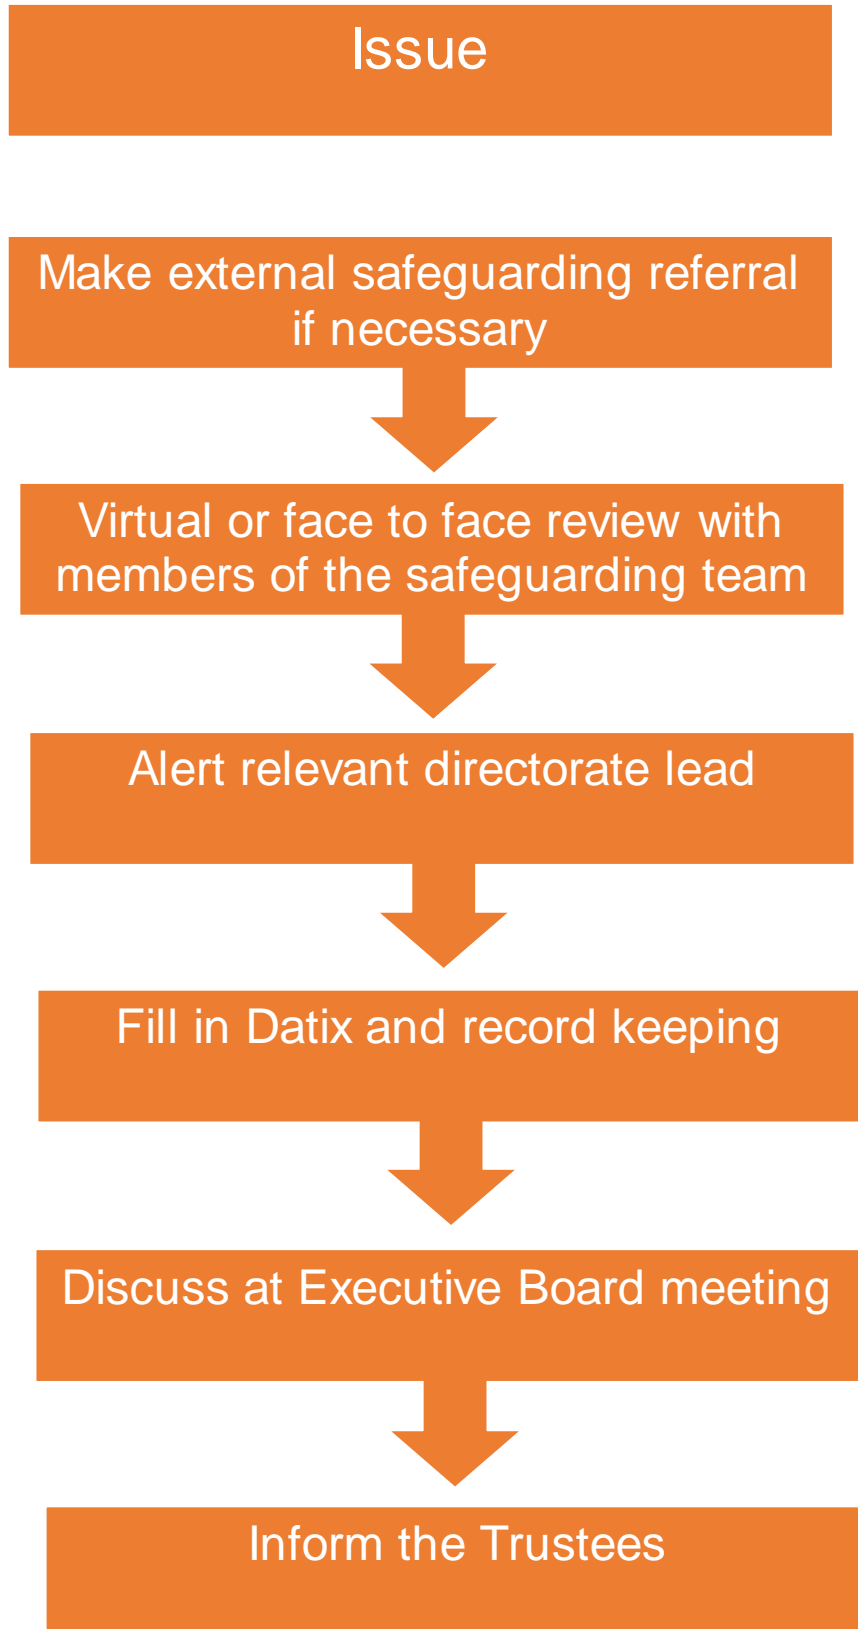 Issue
Make external safeguarding referral
if necessary
Virtual or face to face review with
members of the safeguarding team
Alert relevant directorate lead
Fill in Datix and record keeping
Discuss at Executive Board meeting
Inform the Trustees